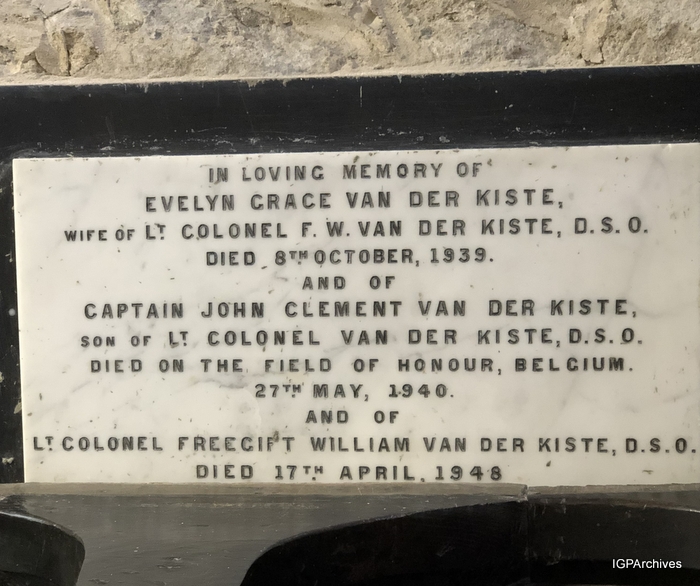 IN LOVING MEMORY OF
EVELYN GRACE VAN DER KISTE,
WIFE OF LT. COLONEL F. W. VAN DER KISTE, D.S.O.
DIED 8TH OCTOBER, 1939.
AND OF
CAPTAIN JOHN CLEMENT VAN DER KISTE,
SON OF LT. COLONEL VAN DER KISTE, D.S.O.
DIED ON THE FIELD OF HONOUR, BELGIUM.
27TH MAY, 1940.
AND OF
LT. COLONEL FREEGIFT WILLIAM VAN DER KISTE, D.S.O.
DIED 17TH APRIL, 1948
IGPArchives